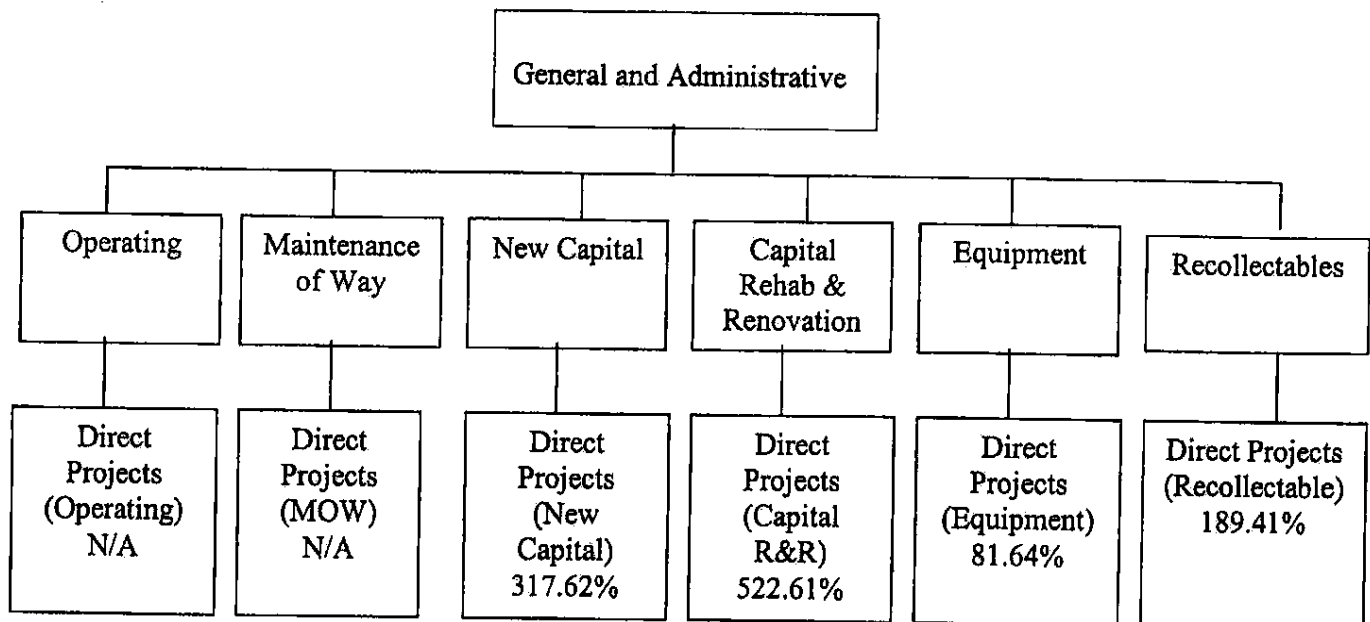 General and Administrative
Operating
Maintenance
of Way
New Capital
Capital
Rehab &
Renovation
Equipment
Recollectables
Direct
Projects
(Operating)
N/A
Direct
Projects
(MOW)
N/A
Direct
Projects
(New
Capital)
317.62%
Direct
Projects
(Capital
R&R)
522.61%
Direct
Projects
(Equipment)
81.64%
Direct Projects
(Recollectable)
189.41%